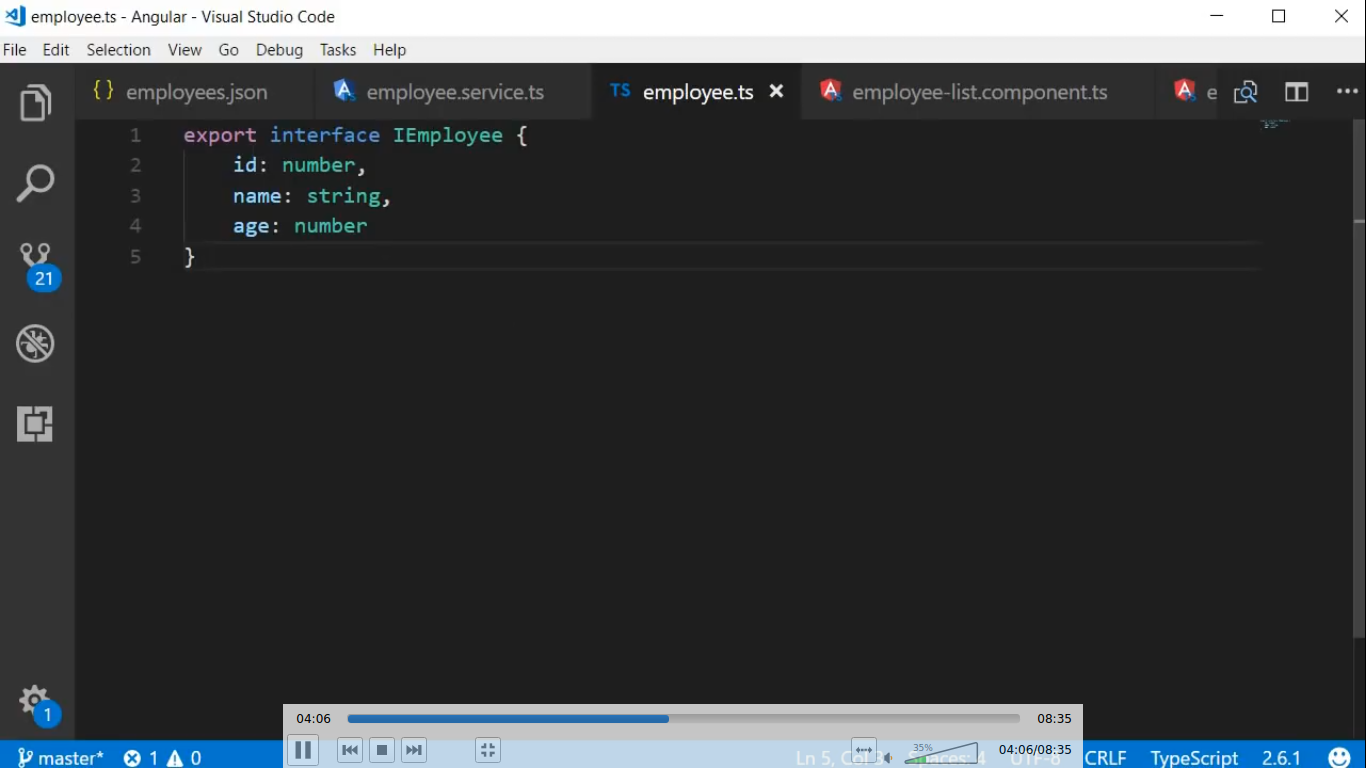 employee.ts - Angular - Visual Studio Code
File Edit Selection View Go Debug Tasks Help
{ } employees.json employee.service.ts TS employee.ts employee-list.component.ts e
1 export interface IEmployee {
2 id: number,
3 name: string,
4 age: number
5 }
21
1
04:06 08:35
35% 04:06/08:35
master* 1 0 Ln 5, Col 3 Spaces: 4 UTF-8 CRLF TypeScript 2.6.1